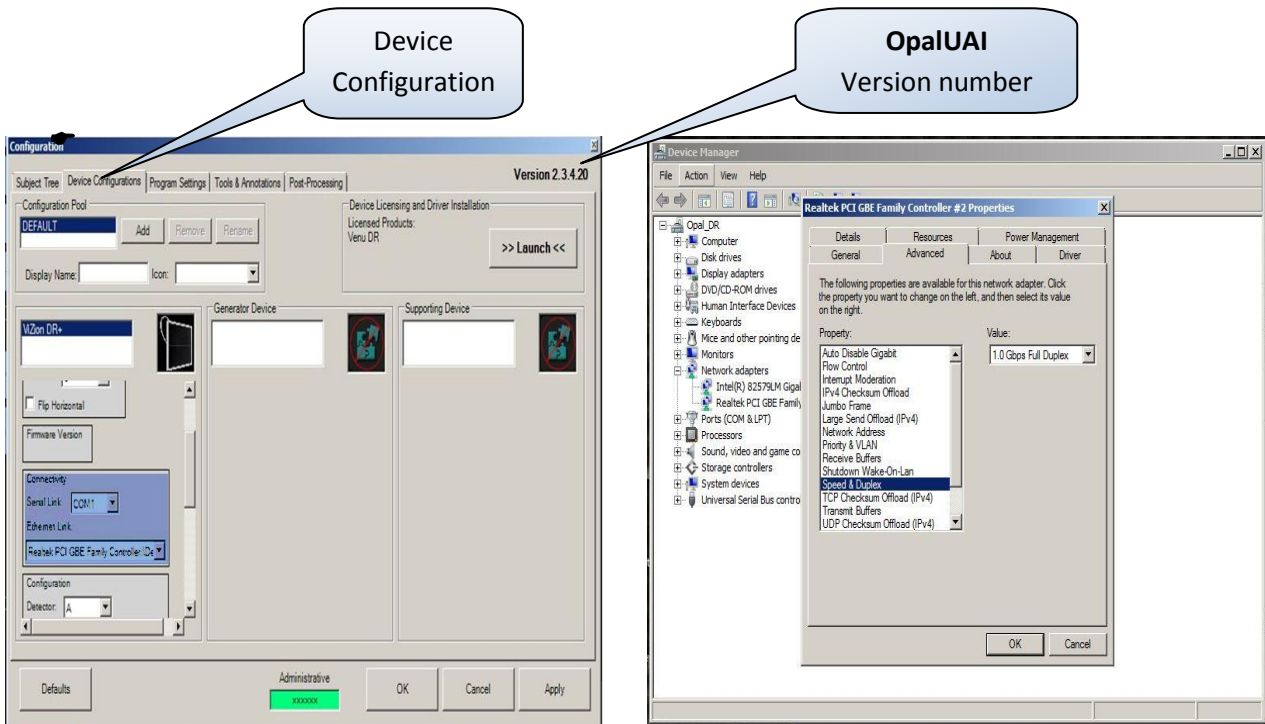 Device
Configuration
OpalUAI
Version number
Configuration
Version 2.3.4.20
Subject Tree
Device Configurations
Program Settings
Tools & Annotations
Post-Processing
Configuration Pool
DEFAULT
Add
Remove
Rename
Display Name:
Icon:
Device Licensing and Driver Installation
Licensed Products:
Venu DR
>> Launch <<
ViZion DR+
Generator Device
Supporting Device
Flip Horizontal
Firmware Version
Connectivity
Serial Link
COM1
Ethernet Link
Realtek PCI GBE Family Controller (De
Configuration
Detector:
A
Defaults
Administrative
xxxxxx
OK
Cancel
Apply
Device Manager
File Action View Help
Opal_DR
Computer
Disk drives
Display adapters
DVD/CD-ROM drives
Human Interface Devices
Keyboards
Mice and other pointing de
Monitors
Network adapters
Intel(R) 82579LM Gigal
Realtek PCI GBE Family
Ports (COM & LPT)
Processors
Sound, video and game co
Storage controllers
System devices
Universal Serial Bus contro
Realtek PCI GBE Family Controller #2 Properties
Details
Resources
Power Management
General
Advanced
About
Driver
The following properties are available for this network adapter. Click
the property you want to change on the left, and then select its value
on the right.
Property:
Value:
Auto Disable Gigabit
Flow Control
Interrupt Moderation
IPv4 Checksum Offload
Jumbo Frame
Large Send Offload (IPv4)
Network Address
Priority & VLAN
Receive Buffers
Shutdown Wake-On-Lan
Speed & Duplex
TCP Checksum Offload (IPv4)
Transmit Buffers
UDP Checksum Offload (IPv4)
1.0 Gbps Full Duplex
OK
Cancel